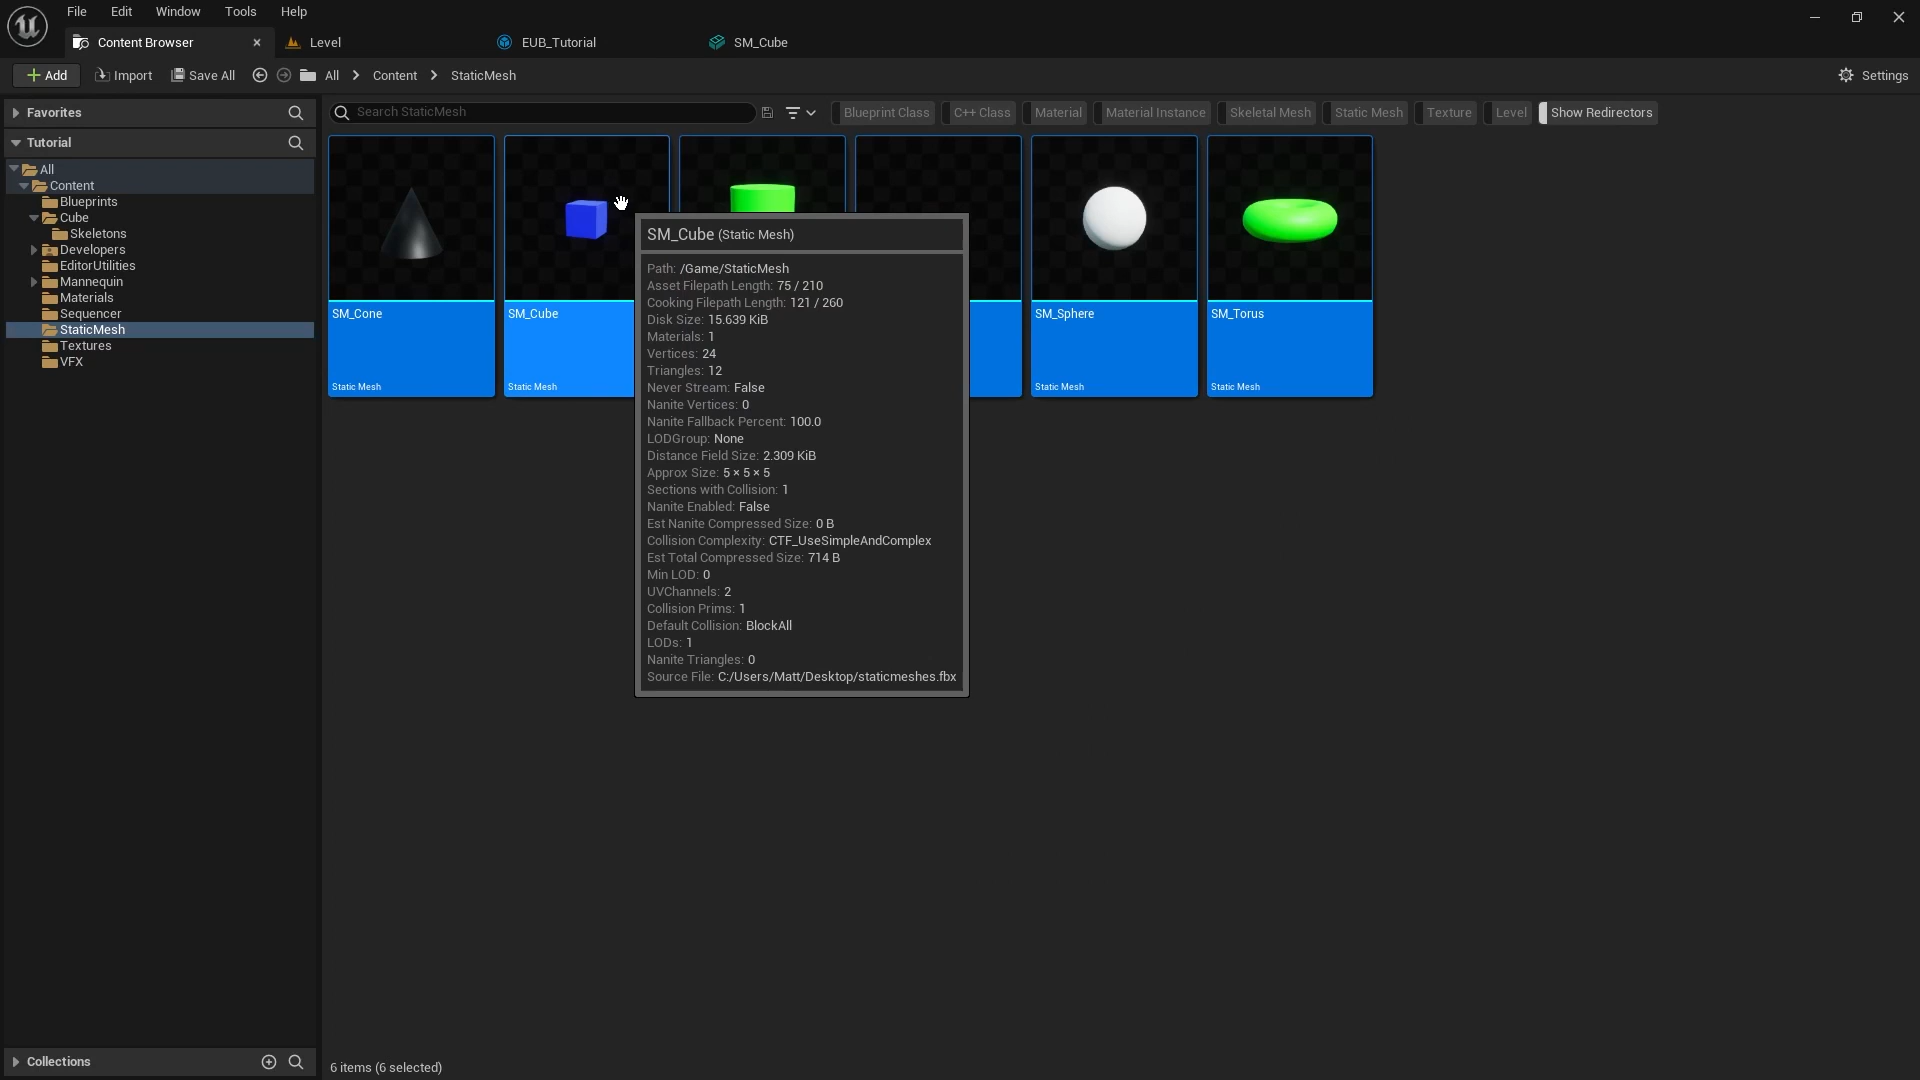 File Edit Window Tools Help
Content Browser Level EUB_Tutorial SM_Cube
Add Import Save All All Content StaticMesh Settings
Favorites Search StaticMesh Blueprint Class C++ Class Material Material Instance Skeletal Mesh Static Mesh Texture Level Show Redirectors
Tutorial
All
Content
Blueprints
Cube
Skeletons
Developers
EditorUtilities
Mannequin
Materials
Sequencer
StaticMesh
Textures
VFX
SM_Cone SM_Cube SM_Sphere SM_Torus
Static Mesh Static Mesh Static Mesh Static Mesh
SM_Cube (Static Mesh)
Path: /Game/StaticMesh
Asset Filepath Length: 75 / 210
Cooking Filepath Length: 121 / 260
Disk Size: 15.639 KiB
Materials: 1
Vertices: 24
Triangles: 12
Never Stream: False
Nanite Vertices: 0
Nanite Fallback Percent: 100.0
LODGroup: None
Distance Field Size: 2.309 KiB
Approx Size: 5 × 5 × 5
Sections with Collision: 1
Nanite Enabled: False
Est Nanite Compressed Size: 0 B
Collision Complexity: CTF_UseSimpleAndComplex
Est Total Compressed Size: 714 B
Min LOD: 0
UVChannels: 2
Collision Prims: 1
Default Collision: BlockAll
LODs: 1
Nanite Triangles: 0
Source File: C:/Users/Matt/Desktop/staticmeshes.fbx
Collections
6 items (6 selected)